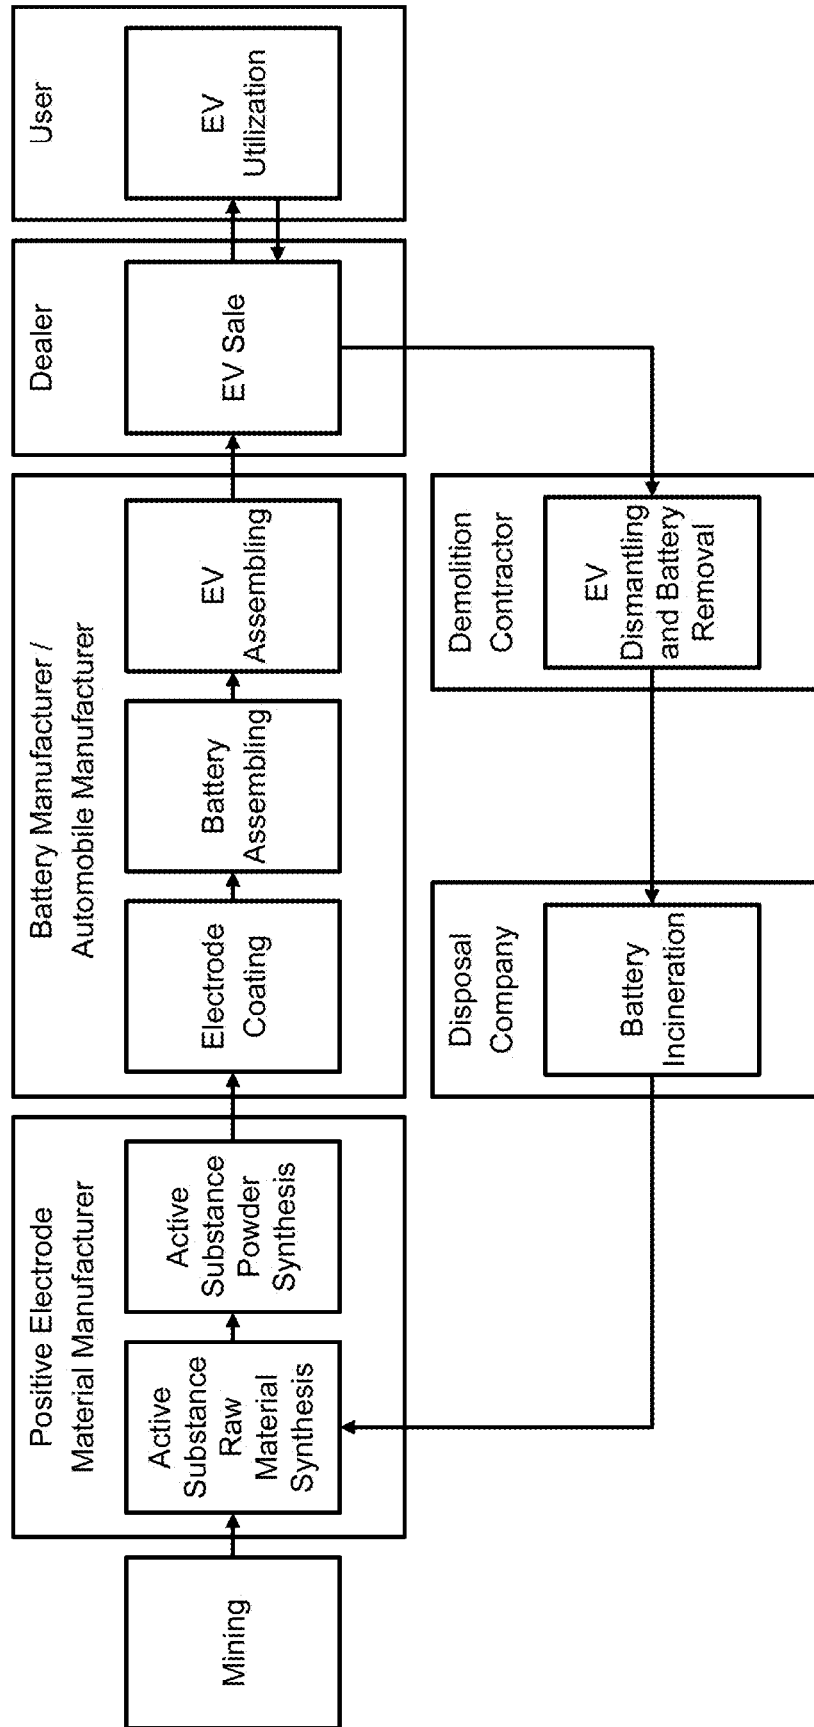 Mining
Positive Electrode
Material Manufacturer
Active
Substance
Raw
Material
Synthesis
Active
Substance
Powder
Synthesis
Battery Manufacturer /
Automobile Manufacturer
Electrode
Coating
Battery
Assembling
EV
Assembling
Dealer
EV Sale
User
EV
Utilization
Disposal
Company
Battery
Incineration
Demolition
Contractor
EV
Dismantling
and Battery
Removal